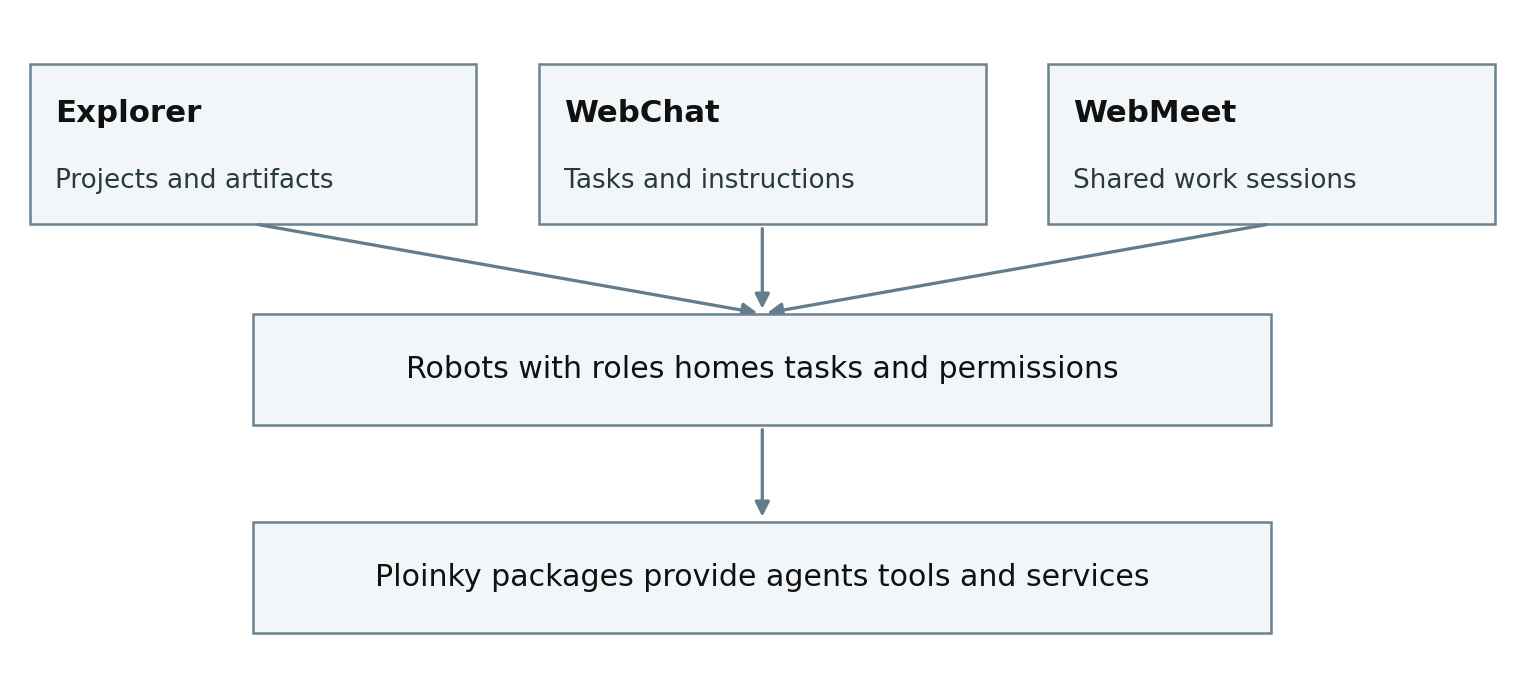 Explorer
Projects and artifacts
WebChat
Tasks and instructions
WebMeet
Shared work sessions
Robots with roles homes tasks and permissions
Ploinky packages provide agents tools and services